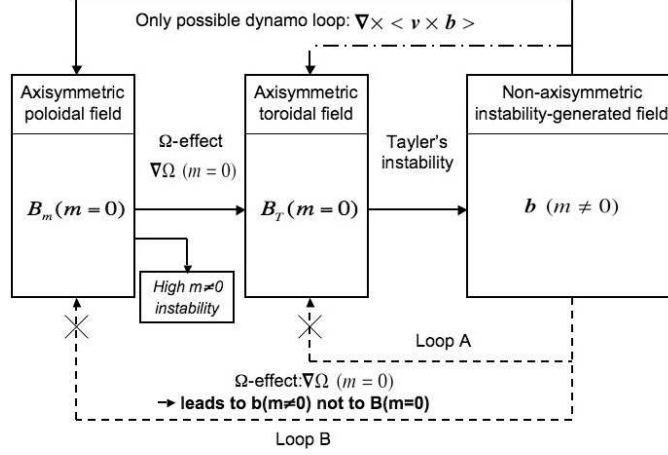 Only possible dynamo loop: ∇× < v × b >
Axisymmetric
poloidal field
Axisymmetric
toroidal field
Non-axisymmetric
instability-generated field
Ω-effect
∇Ω (m = 0)
Tayler's
instability
B_m(m = 0)
B_T(m = 0)
b (m ≠ 0)
High m≠0
instability
Loop A
Ω-effect:∇Ω (m = 0)
→ leads to b(m≠0) not to B(m=0)
Loop B